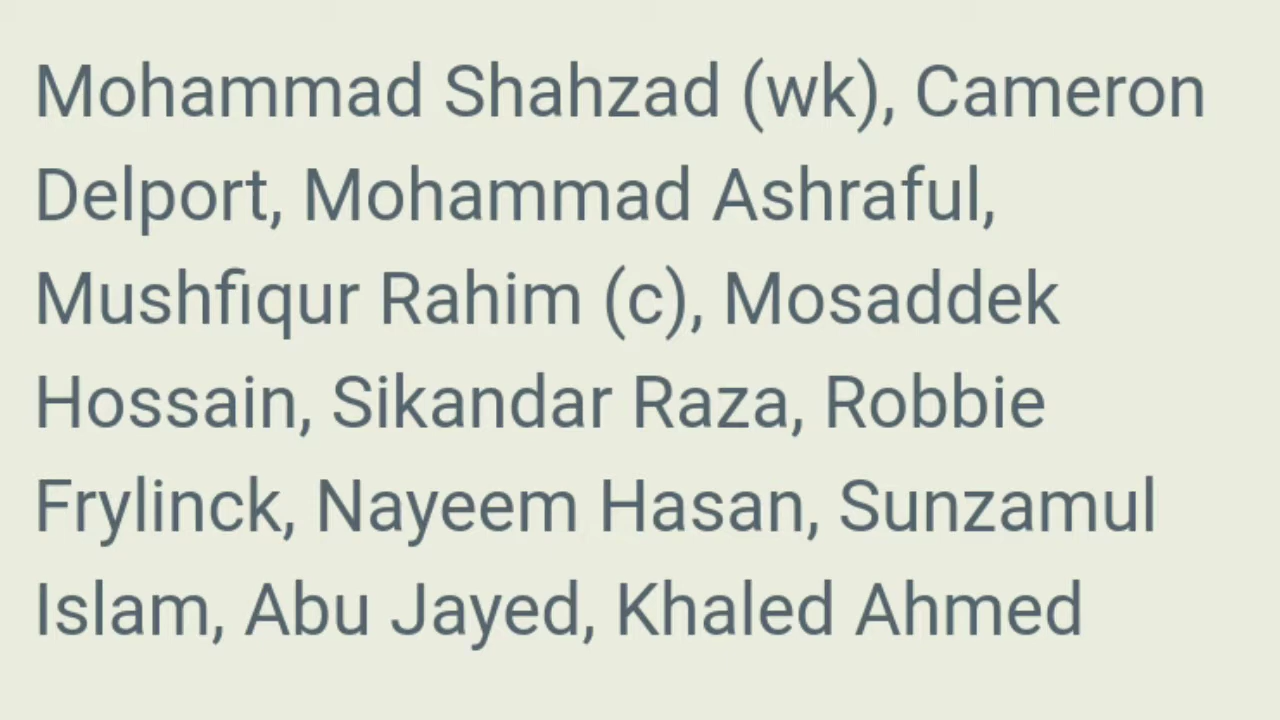 Mohammad Shahzad (wk), Cameron
Delport, Mohammad Ashraful,
Mushfiqur Rahim (c), Mosaddek
Hossain, Sikandar Raza, Robbie
Frylinck, Nayeem Hasan, Sunzamul
Islam, Abu Jayed, Khaled Ahmed